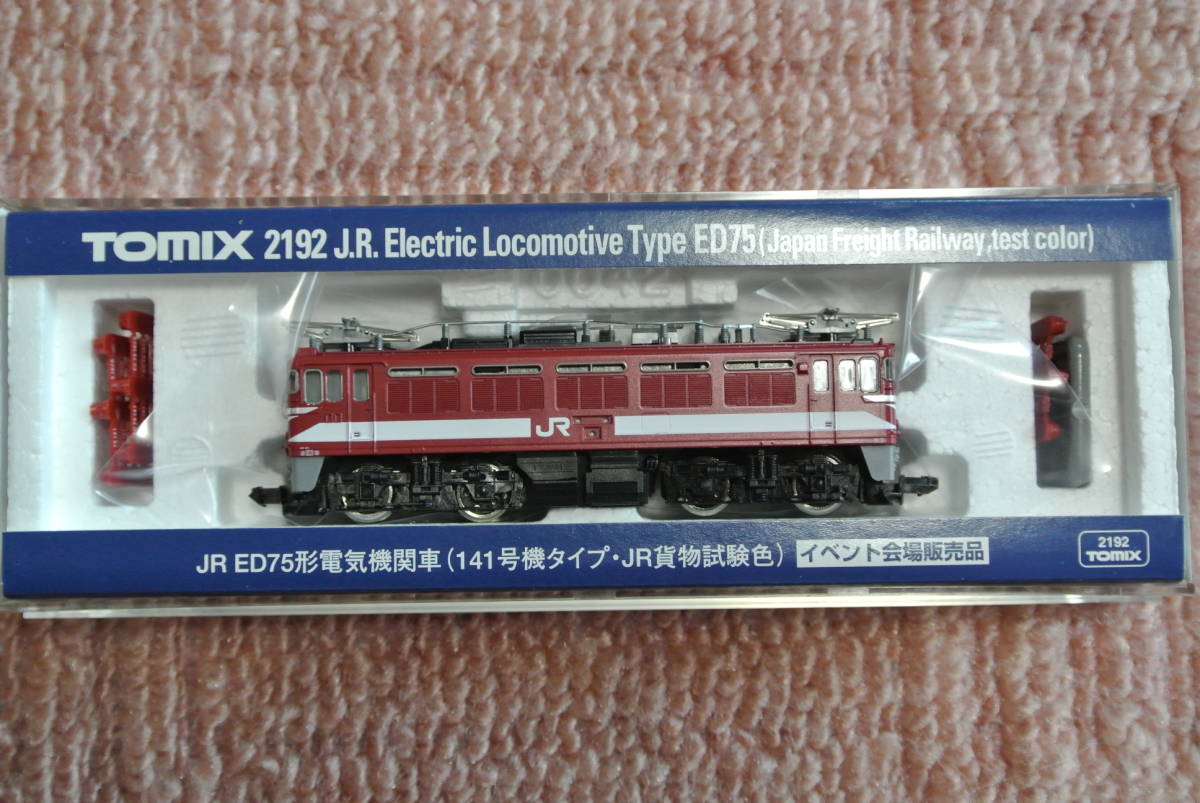 TOMIX 2192 J.R. Electric Locomotive Type ED75(Japan Freight Railway,test color)
0042
JR
JR ED75形電気機関車(141号機タイプ・JR貨物試験色) イベント会場販売品
2192
TOMIX